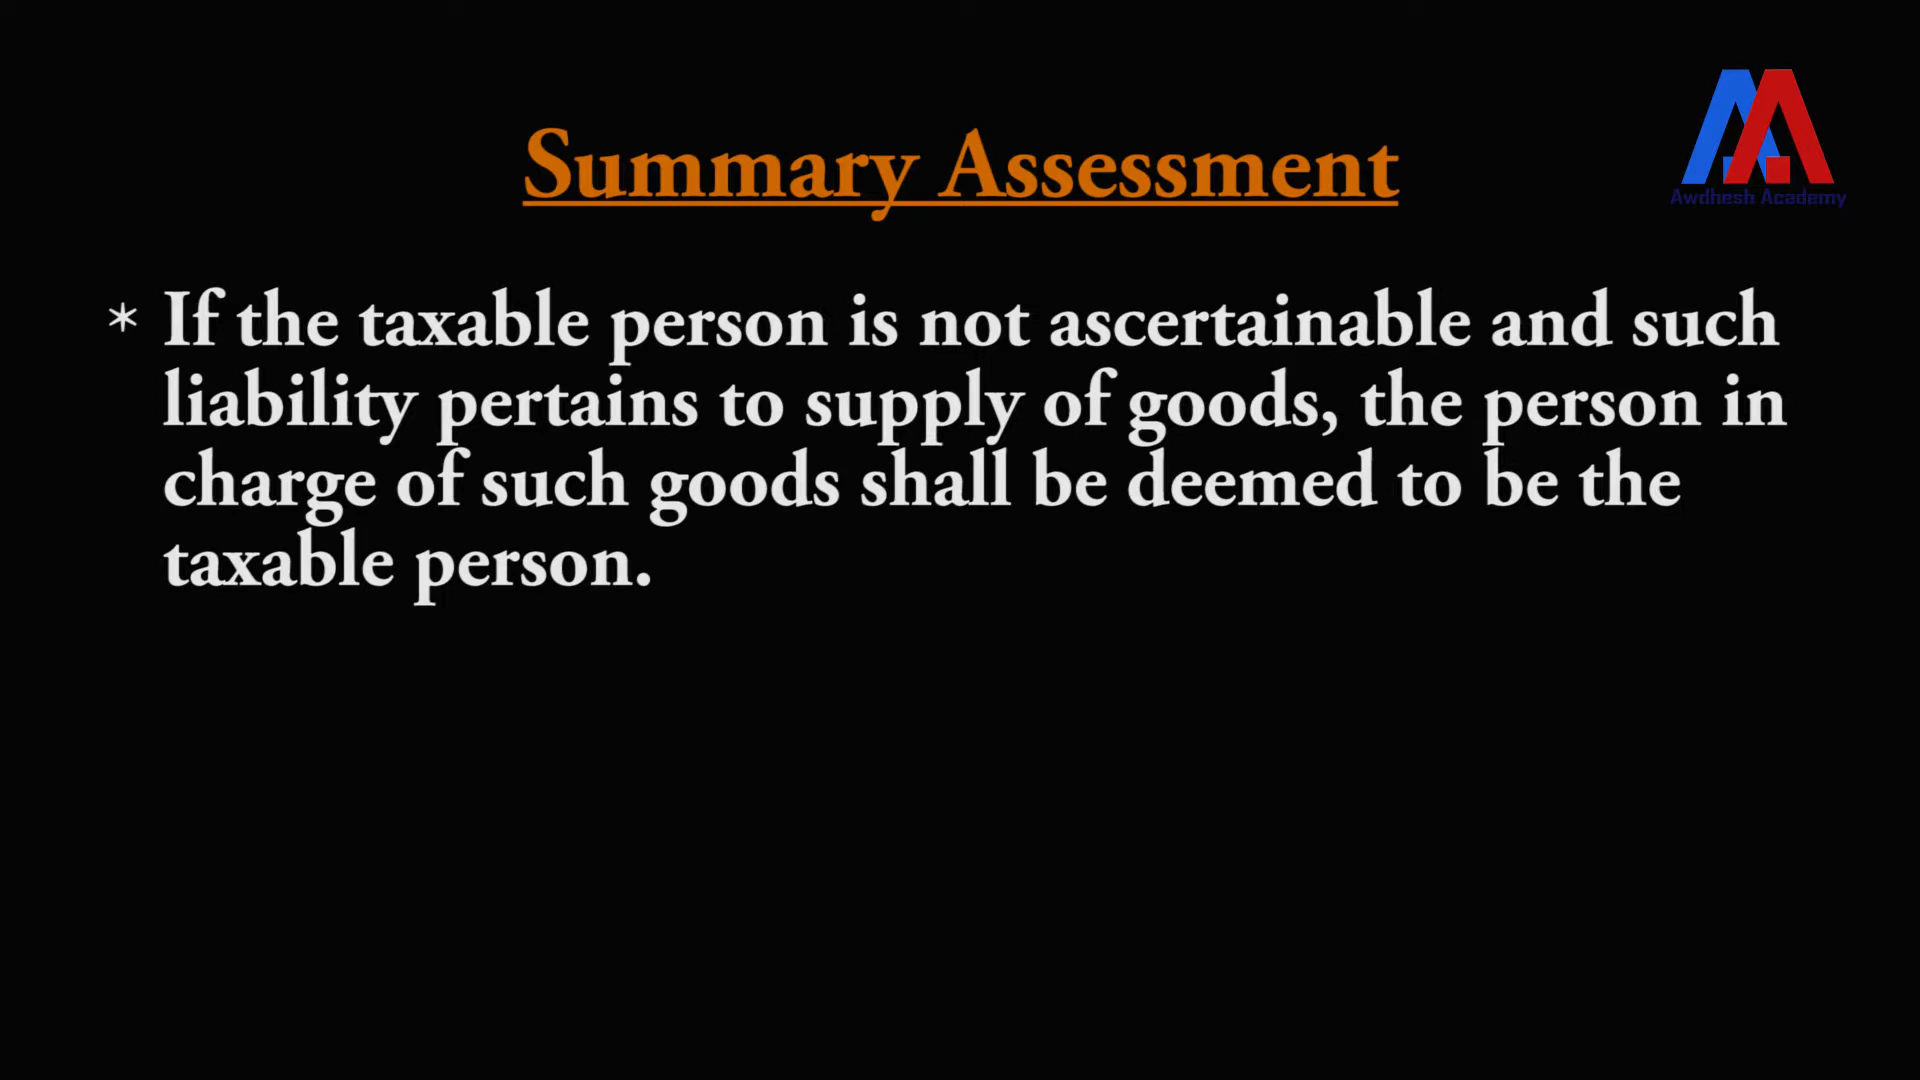 Summary Assessment
Awdhesh Academy
* If the taxable person is not ascertainable and such
liability pertains to supply of goods, the person in
charge of such goods shall be deemed to be the
taxable person.